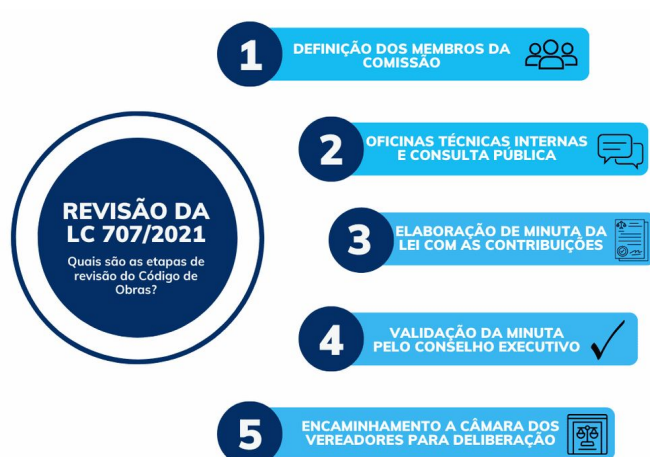 1
DEFINIÇÃO DOS MEMBROS DA
COMISSÃO
2
OFICINAS TÉCNICAS INTERNAS
E CONSULTA PÚBLICA
REVISÃO DA
LC 707/2021
Quais são as etapas de
revisão do Código de
Obras?
3
ELABORAÇÃO DE MINUTA DA
LEI COM AS CONTRIBUIÇÕES
4
VALIDAÇÃO DA MINUTA
PELO CONSELHO EXECUTIVO
5
ENCAMINHAMENTO A CÂMARA DOS
VEREADORES PARA DELIBERAÇÃO